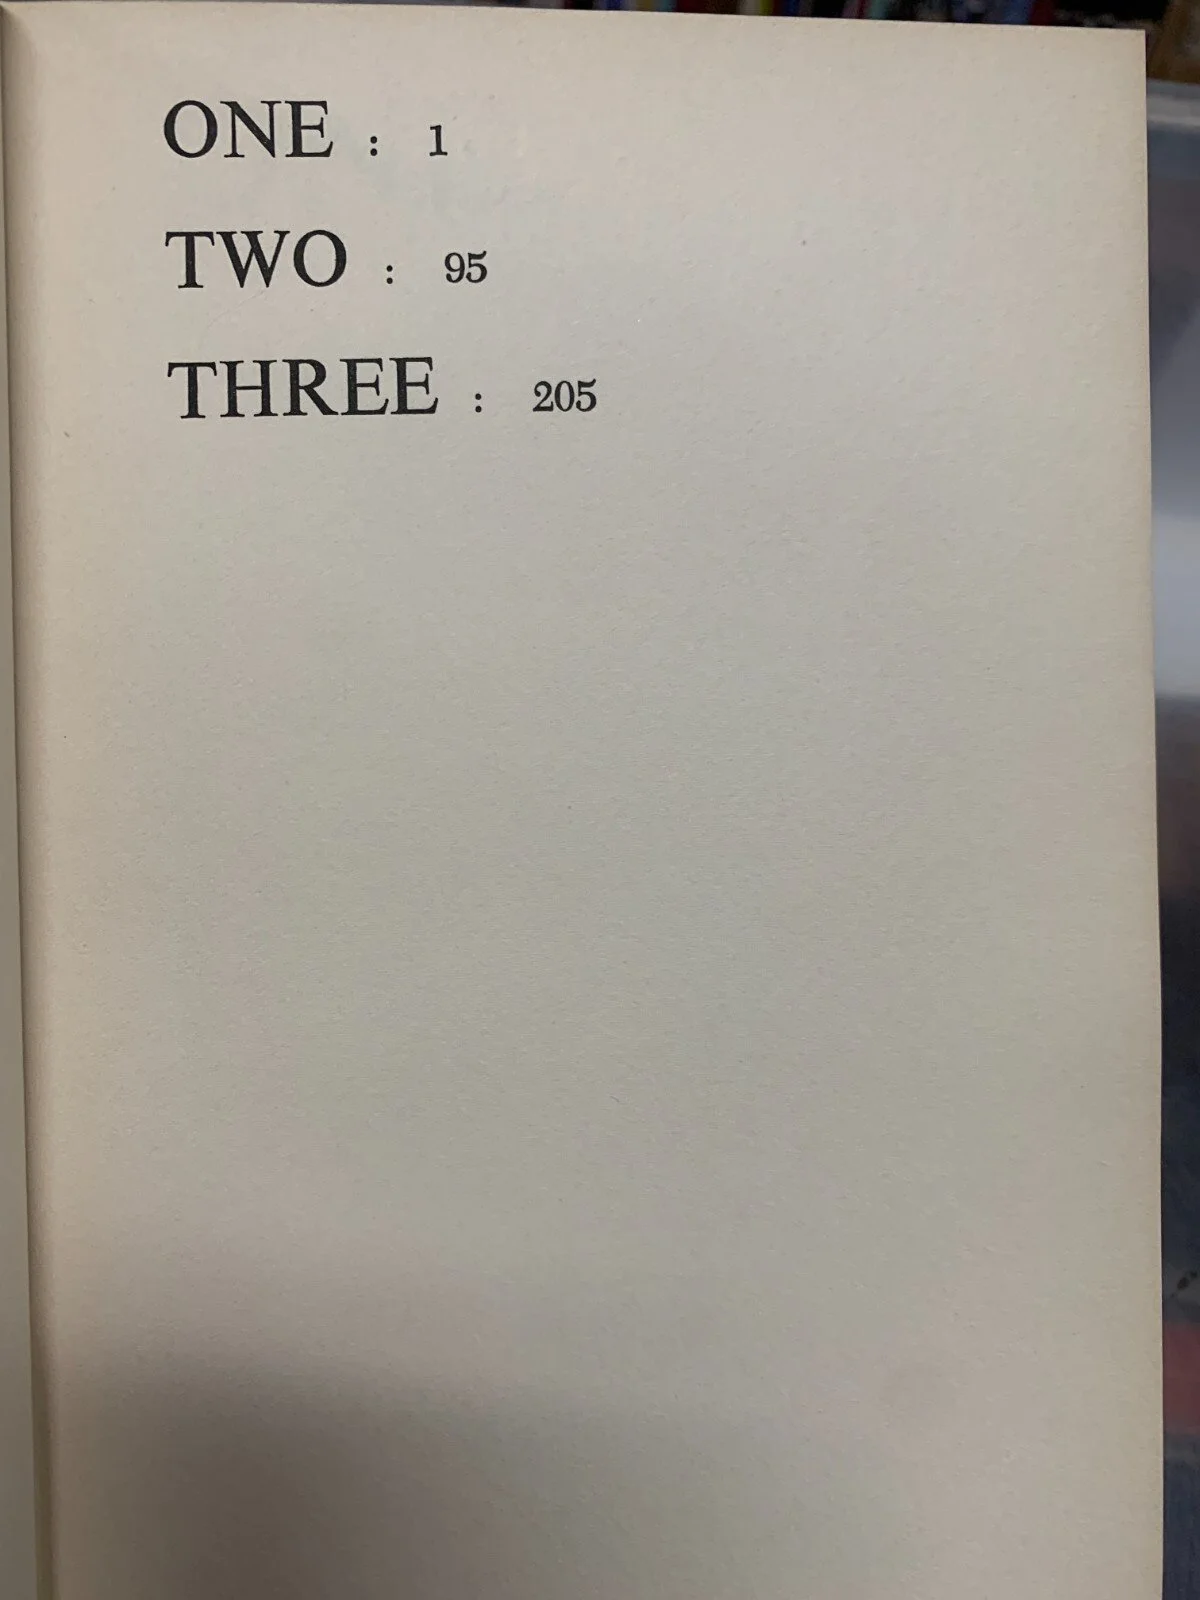 ONE : 1
TWO : 95
THREE : 205